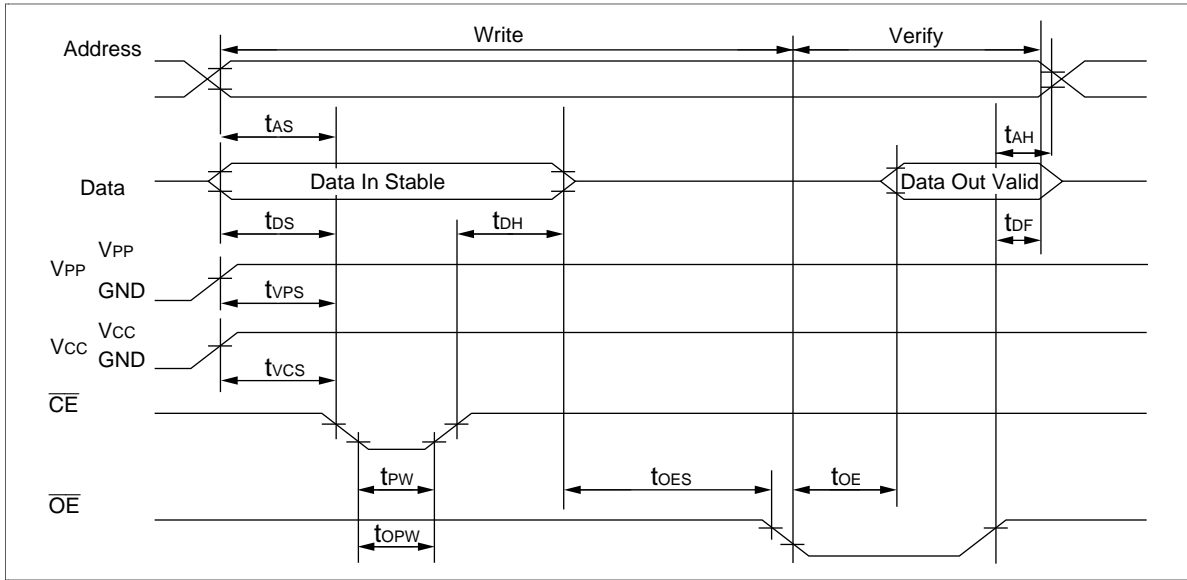 Write
Verify
Address
tAS
tAH
Data
Data In Stable
Data Out Valid
tDS
tDH
tDF
VPP
VPP
GND
tVPS
VCC
VCC
GND
tVCS
CE
tPW
tOES
tOE
OE
tOPW